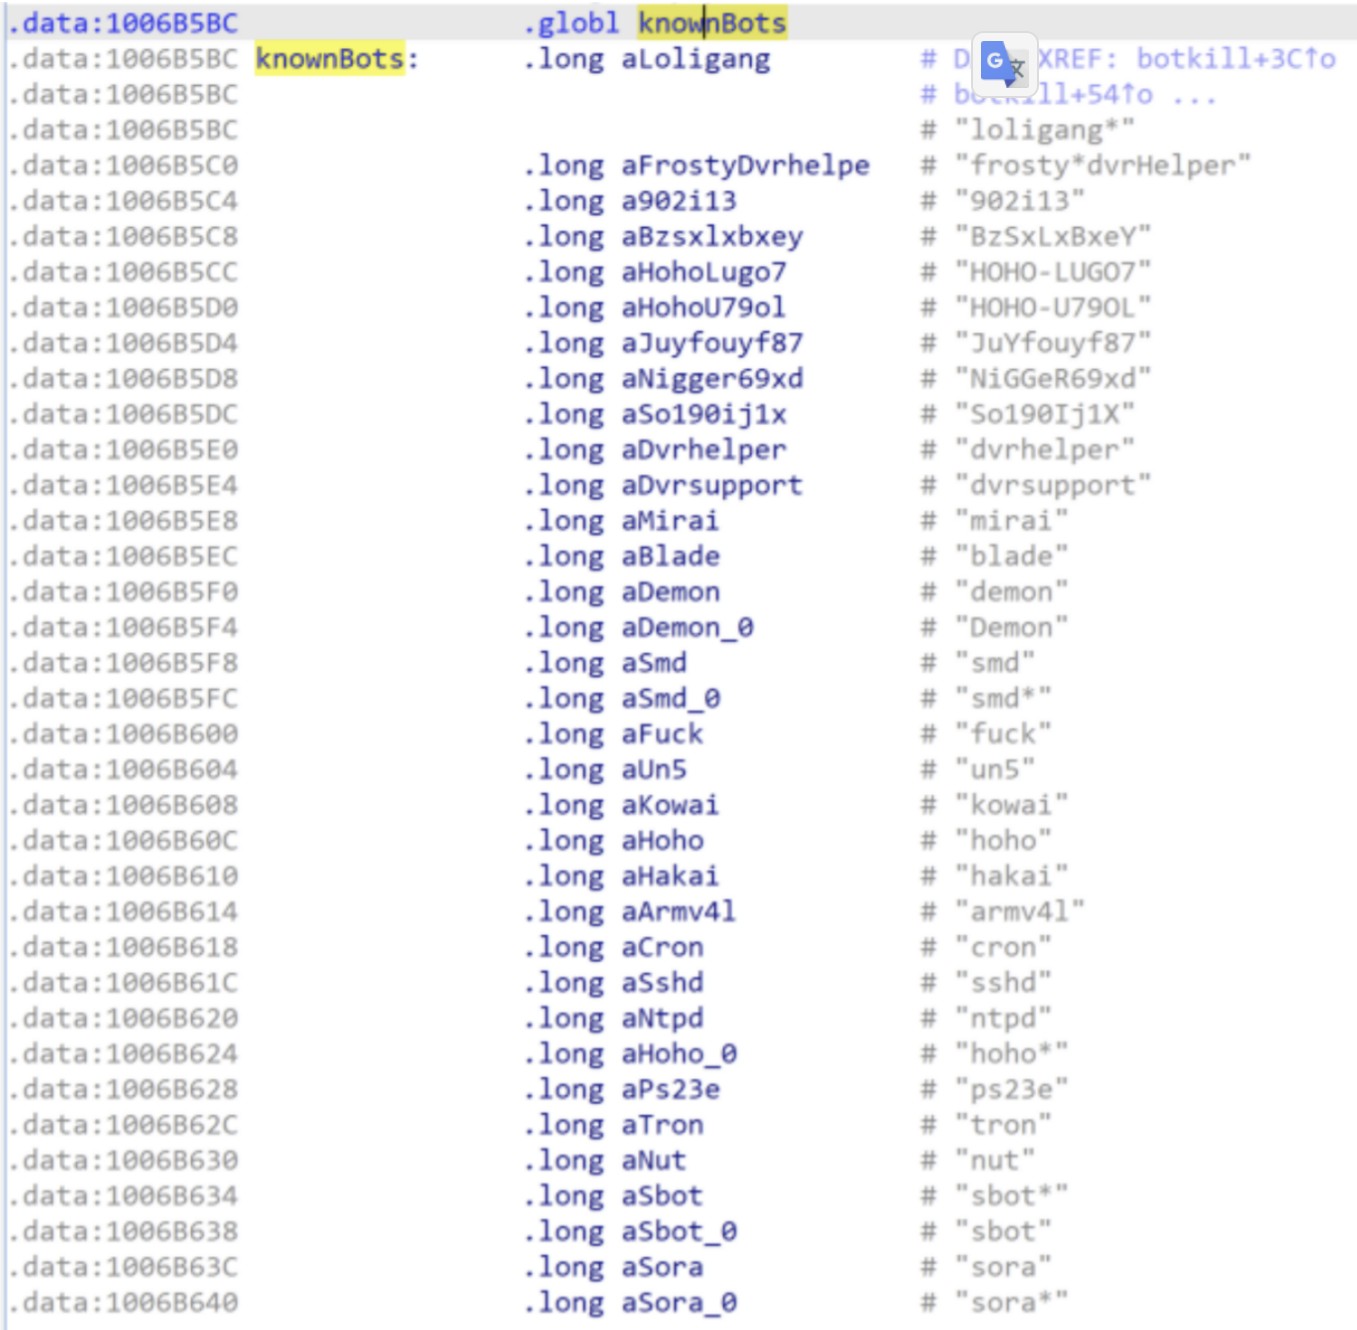 .data:1006B5BC .globl knownBots
.data:1006B5BC knownBots: .long aLoligang # D XREF: botkill+3C↑o
.data:1006B5BC # botkill+54↑o ...
.data:1006B5BC # "loligang*"
.data:1006B5C0 .long aFrostyDvrhelpe # "frosty*dvrHelper"
.data:1006B5C4 .long a902i13 # "902i13"
.data:1006B5C8 .long aBzsxlxbxey # "BzSxLxBxeY"
.data:1006B5CC .long aHohoLugo7 # "HOHO-LUGO7"
.data:1006B5D0 .long aHohoU79ol # "HOHO-U79OL"
.data:1006B5D4 .long aJuyfouyf87 # "JuYfouyf87"
.data:1006B5D8 .long aNigger69xd # "NiGGeR69xd"
.data:1006B5DC .long aSo190ij1x # "So190Ij1X"
.data:1006B5E0 .long aDvrhelper # "dvrhelper"
.data:1006B5E4 .long aDvrsupport # "dvrsupport"
.data:1006B5E8 .long aMirai # "mirai"
.data:1006B5EC .long aBlade # "blade"
.data:1006B5F0 .long aDemon # "demon"
.data:1006B5F4 .long aDemon_0 # "Demon"
.data:1006B5F8 .long aSmd # "smd"
.data:1006B5FC .long aSmd_0 # "smd*"
.data:1006B600 .long aFuck # "fuck"
.data:1006B604 .long aUn5 # "un5"
.data:1006B608 .long aKowai # "kowai"
.data:1006B60C .long aHoho # "hoho"
.data:1006B610 .long aHakai # "hakai"
.data:1006B614 .long aArmv4l # "armv4l"
.data:1006B618 .long aCron # "cron"
.data:1006B61C .long aSshd # "sshd"
.data:1006B620 .long aNtpd # "ntpd"
.data:1006B624 .long aHoho_0 # "hoho*"
.data:1006B628 .long aPs23e # "ps23e"
.data:1006B62C .long aTron # "tron"
.data:1006B630 .long aNut # "nut"
.data:1006B634 .long aSbot # "sbot*"
.data:1006B638 .long aSbot_0 # "sbot"
.data:1006B63C .long aSora # "sora"
.data:1006B640 .long aSora_0 # "sora*"